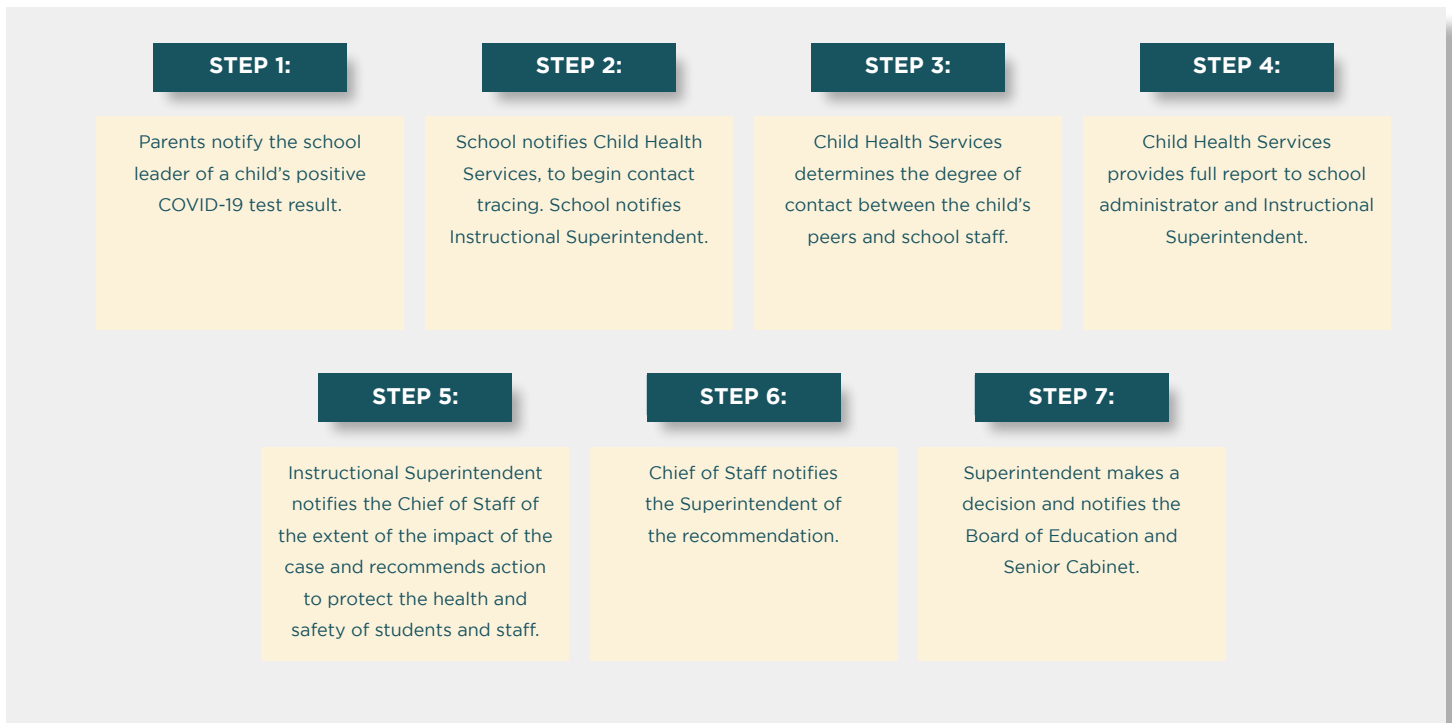 STEP 1:
Parents notify the school
leader of a child's positive
COVID-19 test result.
STEP 2:
School notifies Child Health
Services, to begin contact
tracing. School notifies
Instructional Superintendent.
STEP 3:
Child Health Services
determines the degree of
contact between the child's
peers and school staff.
STEP 4:
Child Health Services
provides full report to school
administrator and Instructional
Superintendent.
STEP 5:
Instructional Superintendent
notifies the Chief of Staff of
the extent of the impact of the
case and recommends action
to protect the health and
safety of students and staff.
STEP 6:
Chief of Staff notifies
the Superintendent of
the recommendation.
STEP 7:
Superintendent makes a
decision and notifies the
Board of Education and
Senior Cabinet.